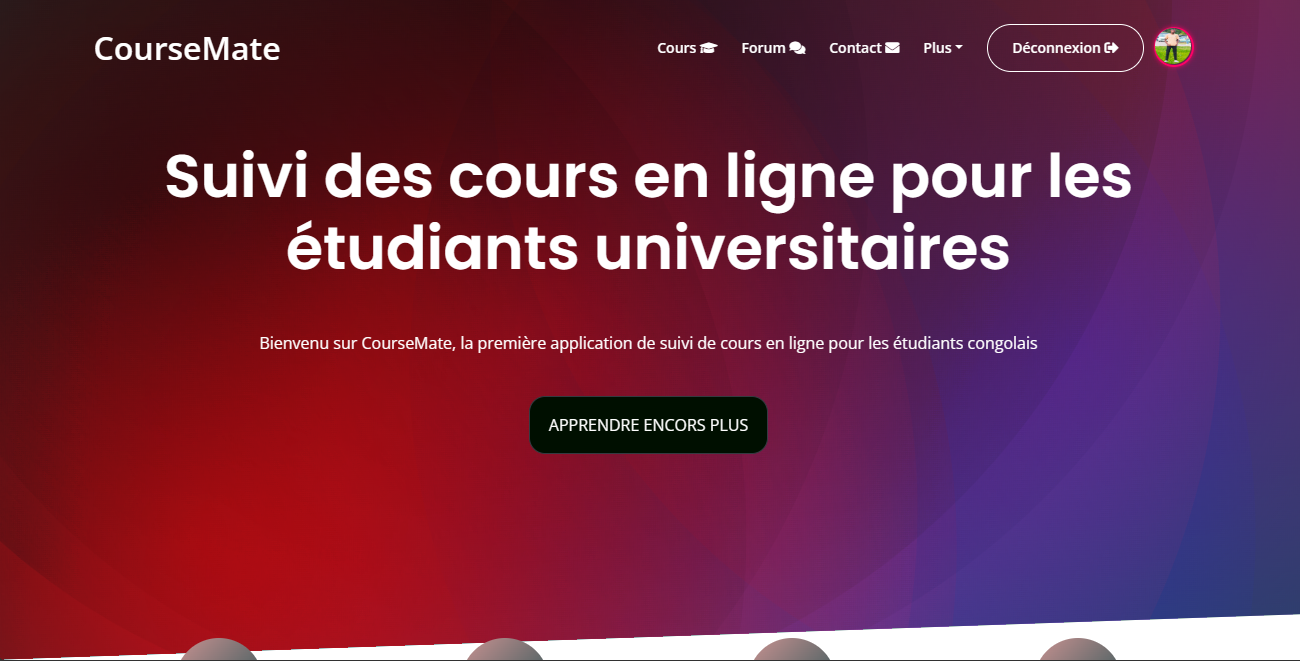 CourseMate
Cours Forum Contact Plus Déconnexion
Suivi des cours en ligne pour les
étudiants universitaires
Bienvenu sur CourseMate, la première application de suivi de cours en ligne pour les étudiants congolais
APPRENDRE ENCORS PLUS